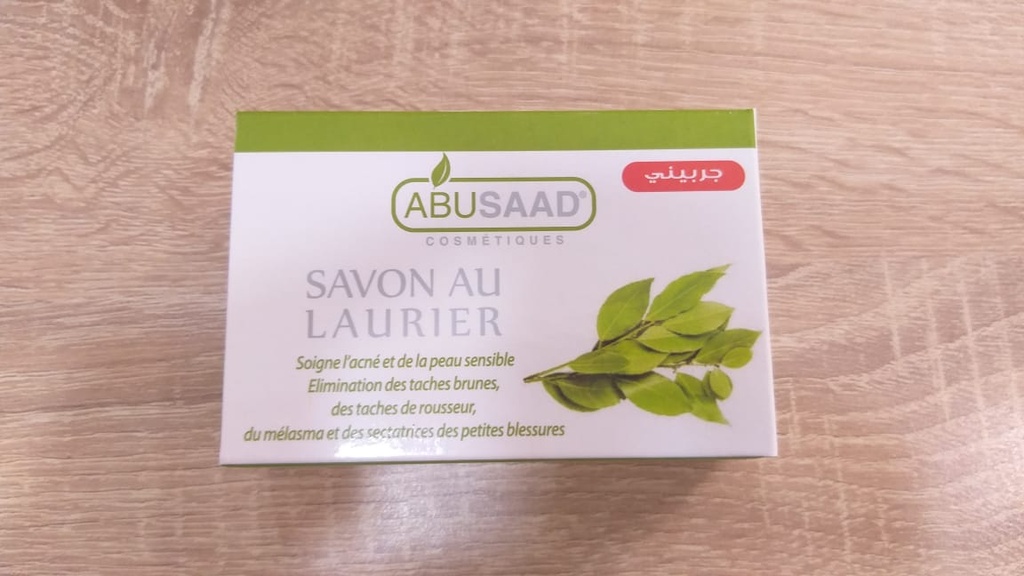 ABUSAAD®
جربيني
COSMÉTIQUES
SAVON AU
LAURIER
Soigne l'acné et de la peau sensible
Elimination des taches brunes,
des taches de rousseur,
du mélasma et des sectatrices des petites blessures